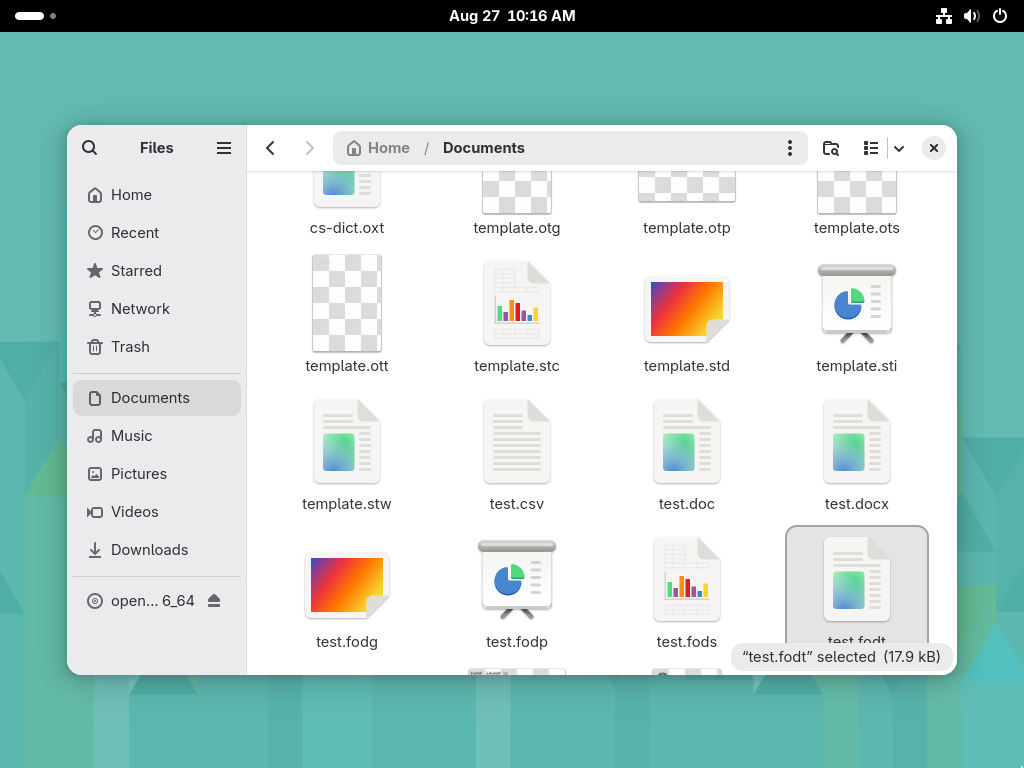 Aug 27 10:16 AM
Files
Home / Documents
Home
Recent
Starred
Network
Trash
Documents
Music
Pictures
Videos
Downloads
open… 6_64
cs-dict.oxt
template.otg
template.otp
template.ots
template.ott
template.stc
template.std
template.sti
template.stw
test.csv
test.doc
test.docx
test.fodg
test.fodp
test.fods
test.fodt
“test.fodt” selected (17.9 kB)